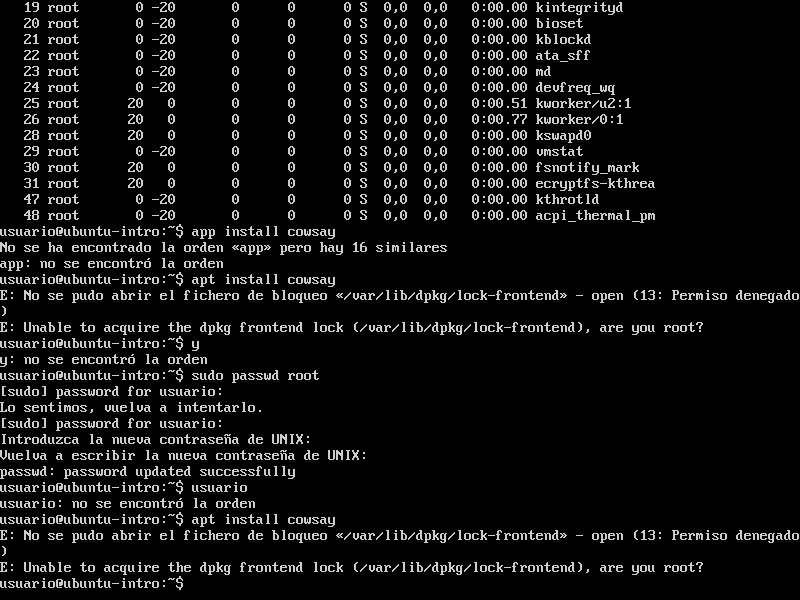 19 root 0 -20 0 0 0 S 0,0 0,0 0:00.00 kintegrityd
20 root 0 -20 0 0 0 S 0,0 0,0 0:00.00 bioset
21 root 0 -20 0 0 0 S 0,0 0,0 0:00.00 kblockd
22 root 0 -20 0 0 0 S 0,0 0,0 0:00.00 ata_sff
23 root 0 -20 0 0 0 S 0,0 0,0 0:00.00 md
24 root 0 -20 0 0 0 S 0,0 0,0 0:00.00 devfreq_wq
25 root 20 0 0 0 0 S 0,0 0,0 0:00.51 kworker/u2:1
26 root 20 0 0 0 0 S 0,0 0,0 0:00.77 kworker/0:1
28 root 20 0 0 0 0 S 0,0 0,0 0:00.00 kswapd0
29 root 0 -20 0 0 0 S 0,0 0,0 0:00.00 vmstat
30 root 20 0 0 0 0 S 0,0 0,0 0:00.00 fsnotify_mark
31 root 20 0 0 0 0 S 0,0 0,0 0:00.00 ecryptfs-kthrea
47 root 0 -20 0 0 0 S 0,0 0,0 0:00.00 kthrotld
48 root 0 -20 0 0 0 S 0,0 0,0 0:00.00 acpi_thermal_pm
usuario@ubuntu-intro:~$ app install cowsay
No se ha encontrado la orden «app» pero hay 16 similares
app: no se encontró la orden
usuario@ubuntu-intro:~$ apt install cowsay
E: No se pudo abrir el fichero de bloqueo «/var/lib/dpkg/lock-frontend» - open (13: Permiso denegado
)
E: Unable to acquire the dpkg frontend lock (/var/lib/dpkg/lock-frontend), are you root?
usuario@ubuntu-intro:~$ y
y: no se encontró la orden
usuario@ubuntu-intro:~$ sudo passwd root
[sudo] password for usuario:
Lo sentimos, vuelva a intentarlo.
[sudo] password for usuario:
Introduzca la nueva contraseña de UNIX:
Vuelva a escribir la nueva contraseña de UNIX:
passwd: password updated successfully
usuario@ubuntu-intro:~$ usuario
usuario: no se encontró la orden
usuario@ubuntu-intro:~$ apt install cowsay
E: No se pudo abrir el fichero de bloqueo «/var/lib/dpkg/lock-frontend» - open (13: Permiso denegado
)
E: Unable to acquire the dpkg frontend lock (/var/lib/dpkg/lock-frontend), are you root?
usuario@ubuntu-intro:~$